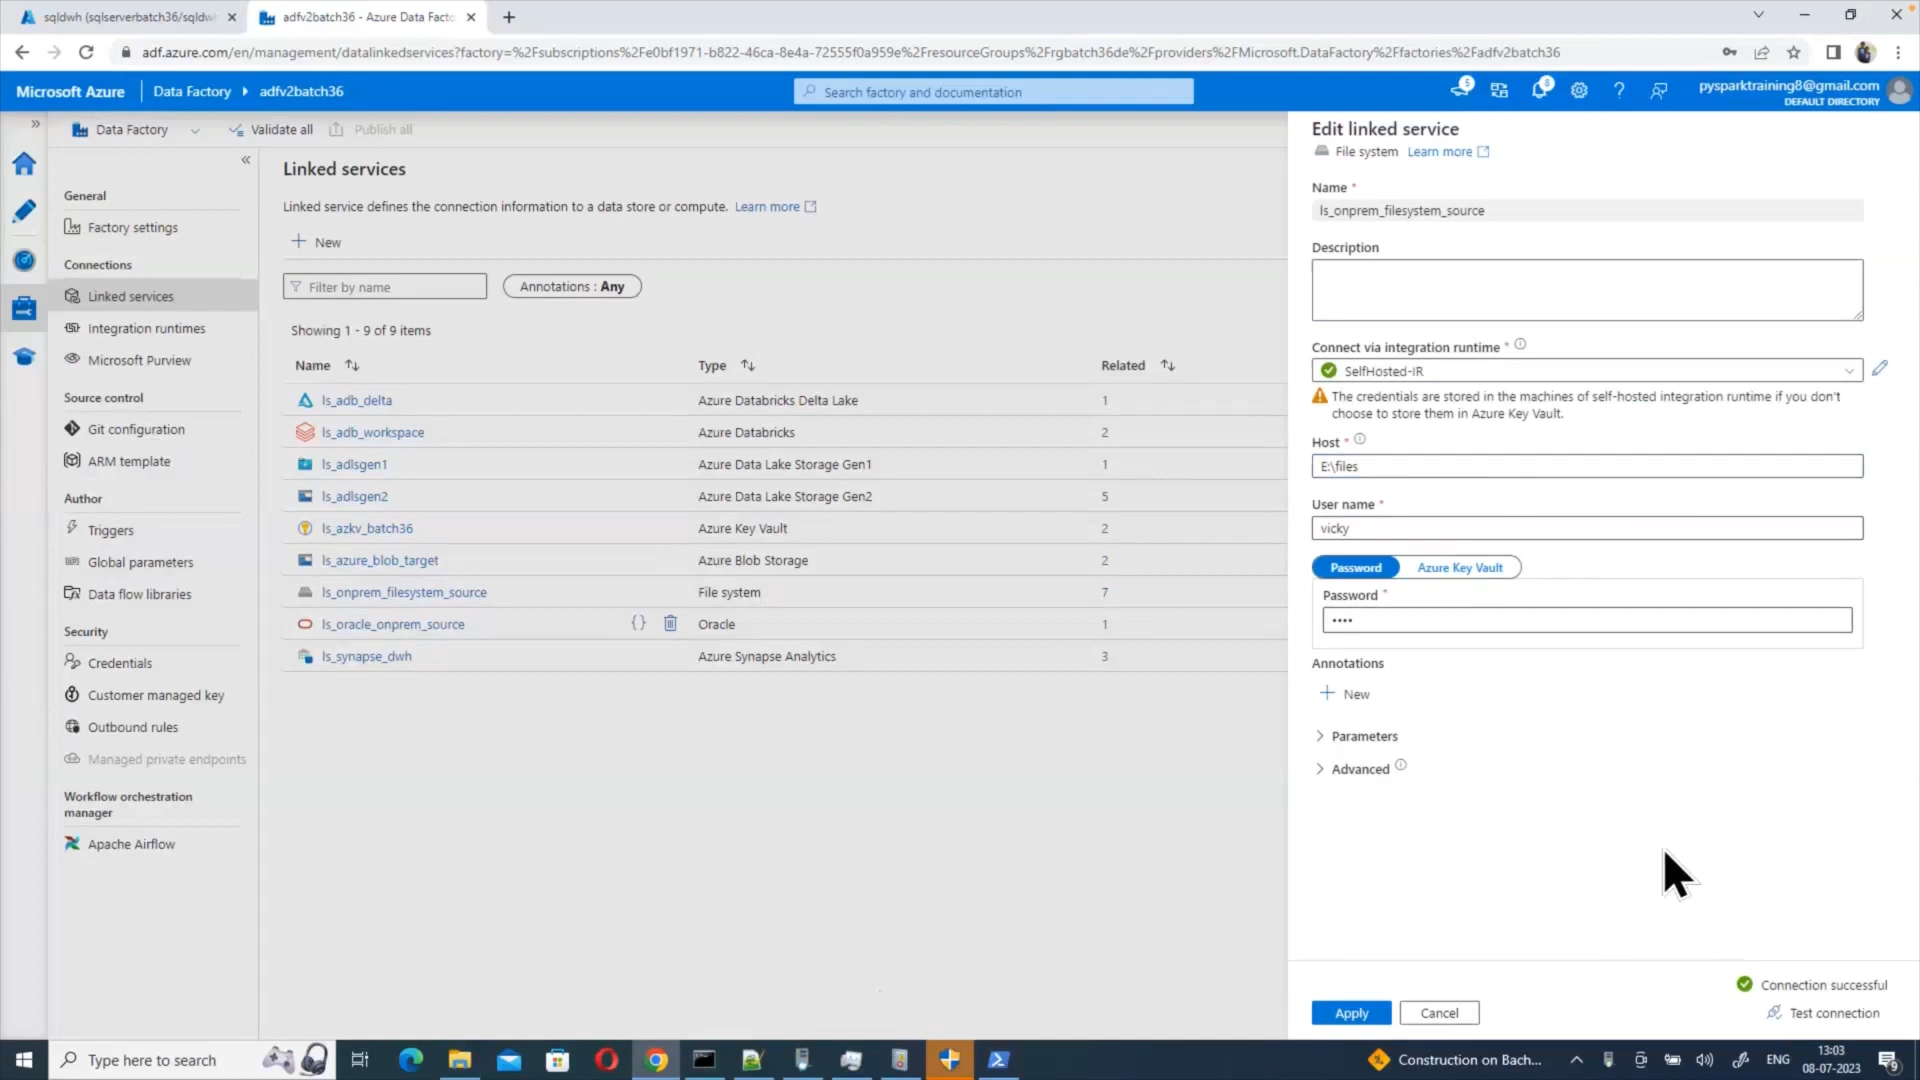 sqldwh (sqlserverbatch36/sqldw
adfv2batch36 - Azure Data Facto
adf.azure.com/en/management/datalinkedservices?factory=%2Fsubscriptions%2Fe0bf1971-b822-46ca-8e4a-72555f0a959e%2FresourceGroups%2Frgbatch36de%2Fproviders%2FMicrosoft.DataFactory%2Ffactories%2Fadfv2batch36
Microsoft Azure
Data Factory
adfv2batch36
Search factory and documentation
5
6
pysparktraining8@gmail.com
DEFAULT DIRECTORY
Data Factory
Validate all
Publish all
General
Factory settings
Connections
Linked services
Integration runtimes
Microsoft Purview
Source control
Git configuration
ARM template
Author
Triggers
Global parameters
Data flow libraries
Security
Credentials
Customer managed key
Outbound rules
Managed private endpoints
Workflow orchestration
manager
Apache Airflow
Linked services
Linked service defines the connection information to a data store or compute. Learn more
New
Filter by name
Annotations : Any
Showing 1 - 9 of 9 items
Name Type Related
ls_adb_delta Azure Databricks Delta Lake 1
ls_adb_workspace Azure Databricks 2
ls_adlsgen1 Azure Data Lake Storage Gen1 1
ls_adlsgen2 Azure Data Lake Storage Gen2 5
ls_azkv_batch36 Azure Key Vault 2
ls_azure_blob_target Azure Blob Storage 2
ls_onprem_filesystem_source File system 7
ls_oracle_onprem_source {} Oracle 1
ls_synapse_dwh Azure Synapse Analytics 3
Edit linked service
File system Learn more
Name *
ls_onprem_filesystem_source
Description
Connect via integration runtime *
SelfHosted-IR
The credentials are stored in the machines of self-hosted integration runtime if you don't
choose to store them in Azure Key Vault.
Host *
E:\files
User name *
vicky
Password Azure Key Vault
Password *
••••
Annotations
New
Parameters
Advanced
Connection successful
Apply
Cancel
Test connection
Type here to search
Construction on Bach...
ENG
13:03
08-07-2023
9